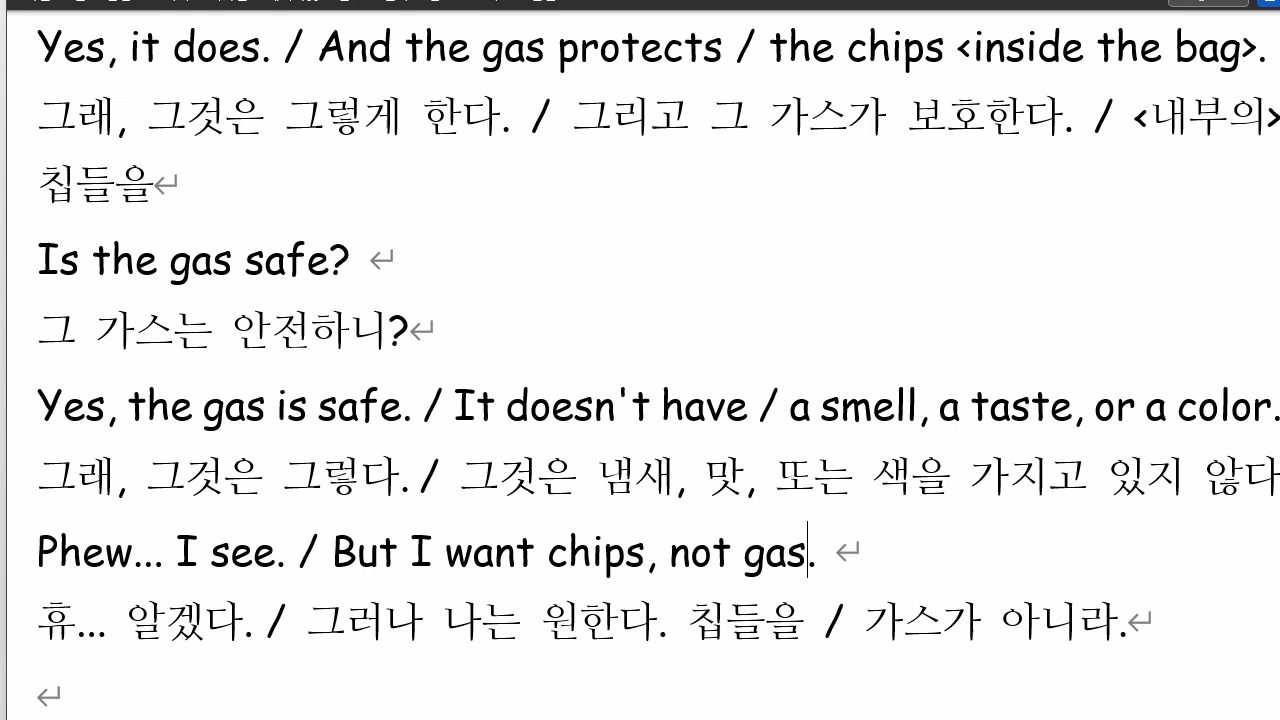 Yes, it does. / And the gas protects / the chips <inside the bag>.
그래, 그것은 그렇게 한다. / 그리고 그 가스가 보호한다. / <내부의>
칩들을↵
Is the gas safe? ↵
그 가스는 안전하니?↵
Yes, the gas is safe. / It doesn't have / a smell, a taste, or a color.
그래, 그것은 그렇다. / 그것은 냄새, 맛, 또는 색을 가지고 있지 않다
Phew... I see. / But I want chips, not gas. ↵
휴... 알겠다. / 그러나 나는 원한다. 칩들을 / 가스가 아니라.↵
↵